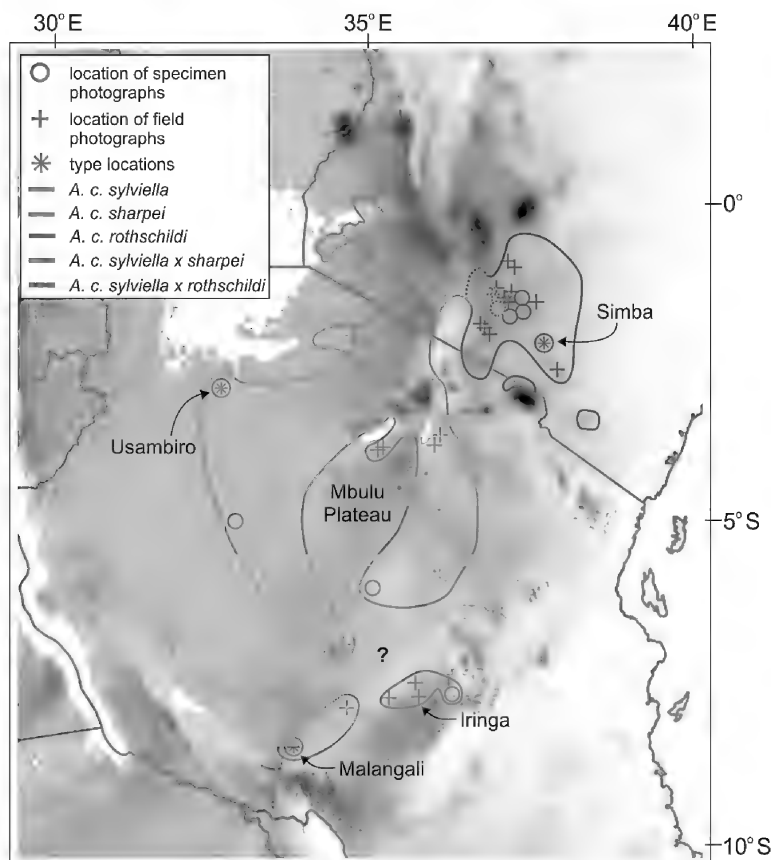 30°E 35°E 40°E
location of specimen
photographs
location of field
photographs
type locations
A. c. sylviella
A. c. sharpei
A. c. rothschildi
A. c. sylviella x sharpei
A. c. sylviella x rothschildi
0°
Simba
Usambiro
Mbulu
Plateau
5°S
?
Iringa
Malangali
10°S